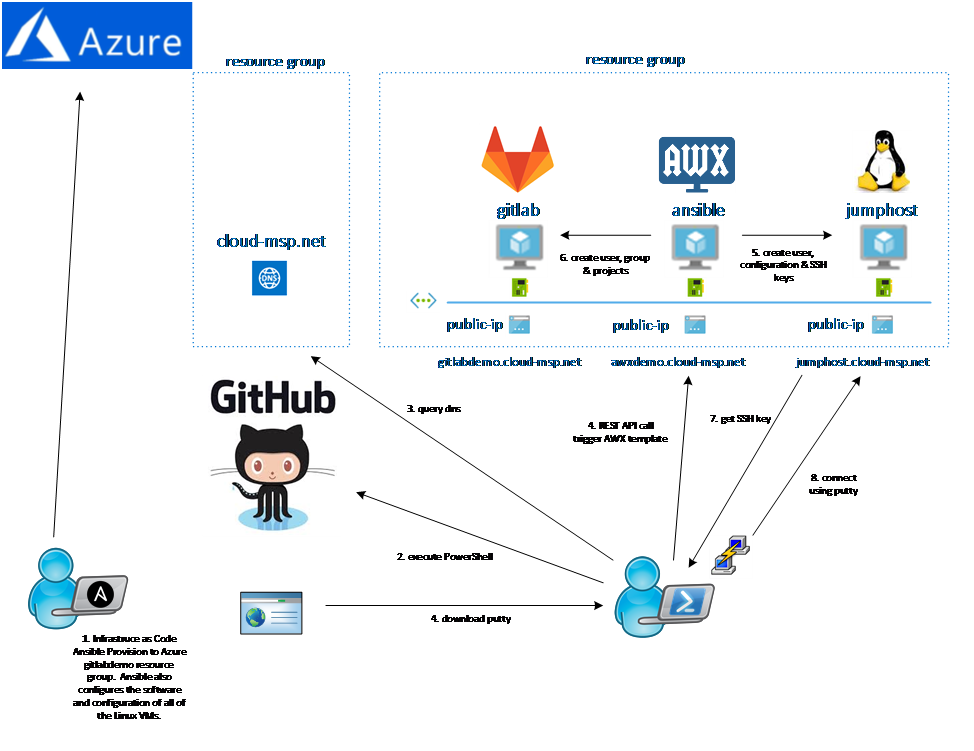 Azure
resource group
resource group
AWX
gitlab
ansible
jumphost
cloud-msp.net
DNS
6. create user, group
& projects
5. create user,
configuration & SSH
keys
public-ip
public-ip
public-ip
gitlabdemo.cloud-msp.net
awxdemo.cloud-msp.net
jumphost.cloud-msp.net
GitHub
3. query dns
4. REST API call
trigger AWX template
7. get SSH key
8. connect
using putty
2. execute PowerShell
4. download putty
1. Infrastruce as Code
Ansible Provision to Azure
gitlabdemo resource
group. Ansible also
configures the software
and configuration of all of
the Linux VMs.